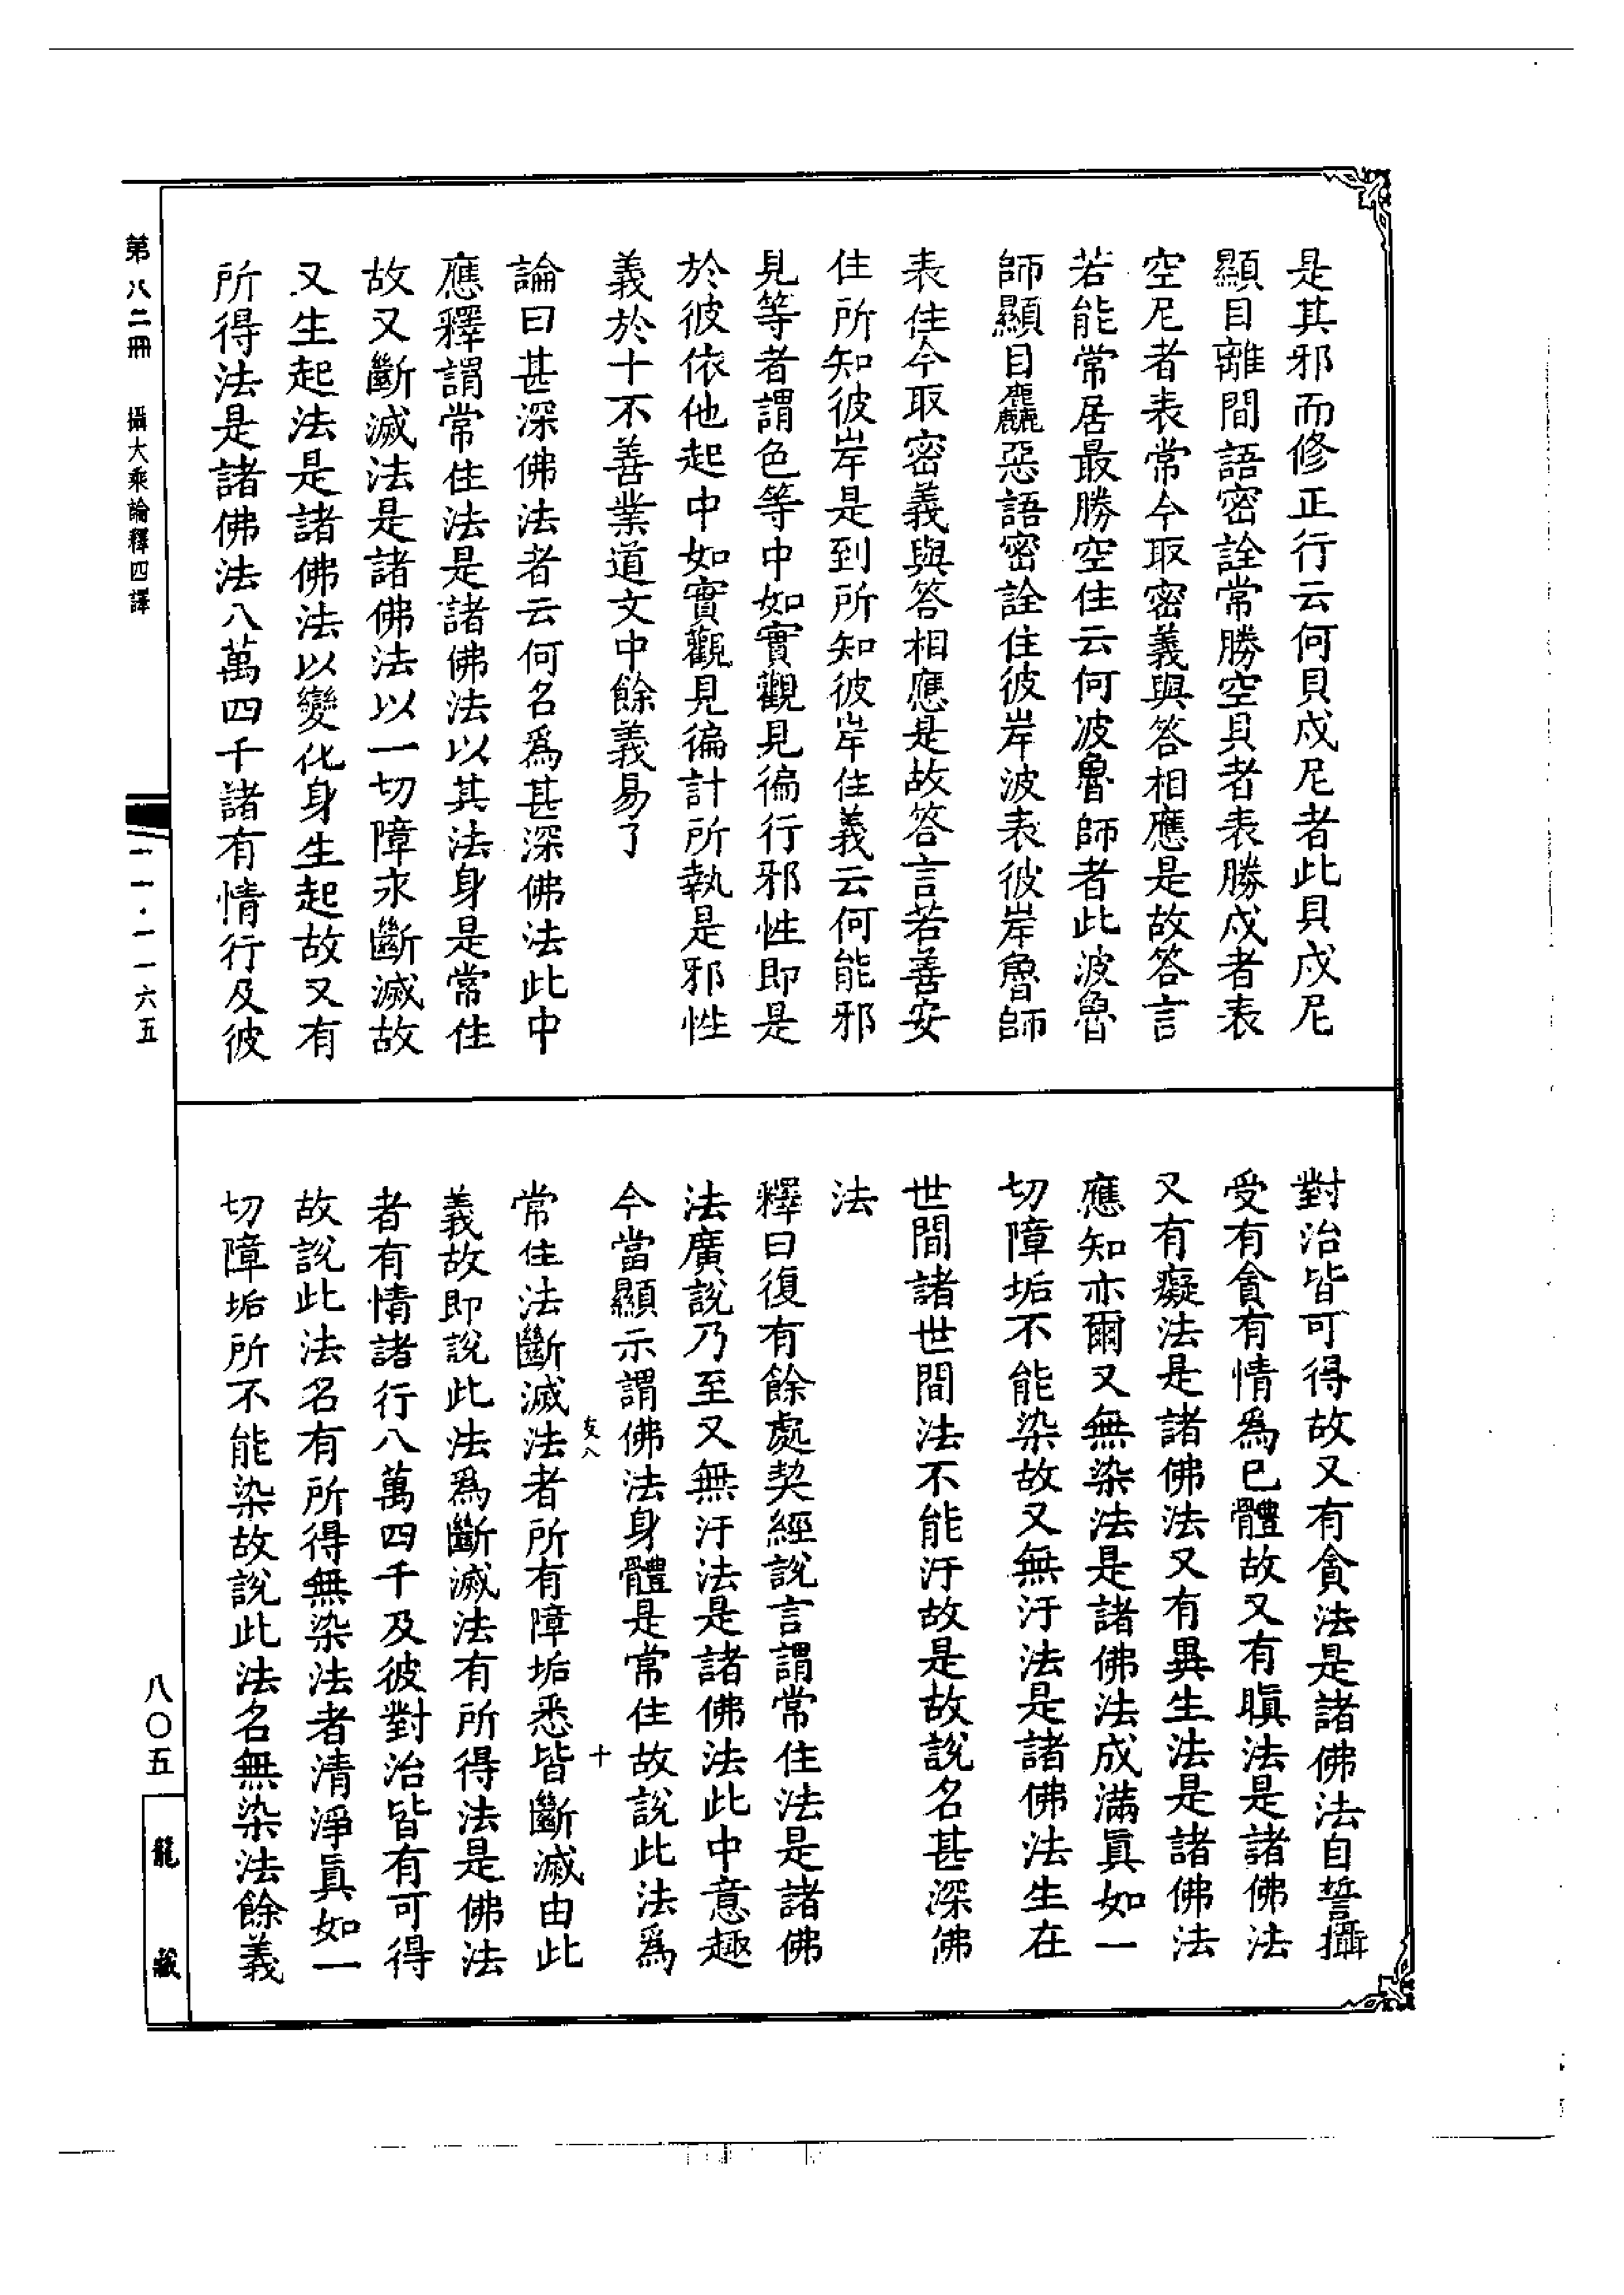 是其邪而修正行云何貝戍尼者此貝戍尼
顯目離間語密詮常勝空貝者表勝戍者表
空尼者表常今取密義與答相應是故答言
若能常居最勝空住云何波魯師者此波魯
師顯目麤惡語密詮住彼岸波表彼岸魯師
表住今取密義與答相應是故答言若善安
住所知彼岸是到所知彼岸住義云何能邪
見等者謂色等中如實觀見徧行邪性即是
於彼依他起中如實觀見徧計所執是邪性
義於十不善業道文中餘義易了
論曰甚深佛法者云何名爲甚深佛法此中
應釋謂常住法是諸佛法以其法身是常住
故又斷滅法是諸佛法以一切障永斷滅故
又生起法是諸佛法以變化身生起故又有
所得法是諸佛法八萬四千諸有情行及彼
對治皆可得故又有貪法是諸佛法自誓攝
受有貪有情爲巳體故又有瞋法是諸佛法
又有癡法是諸佛法又有異生法是諸佛法
應知亦爾又無染法是諸佛法成滿眞如一
切障垢不能染故又無汙法是諸佛法生在
世間諸世間法不能汙故是故說名甚深佛
法
釋曰復有餘處契經說言謂常住法是諸佛
法廣說乃至又無汙法是諸佛法此中意趣
今當顯示謂佛法身體是常住故說此法爲
常住法斷滅法者所有障垢悉皆斷滅由此
義故即說此法爲斷滅法有所得法是佛法
者有情諸行八萬四千及彼對治皆有可得
故說此法名有所得無染法者清淨眞如一
切障垢所不能染故說此法名無染法餘義
友八
十
第八二冊 攝大乘論釋四譯
一一·一一六五
八〇五
龍藏